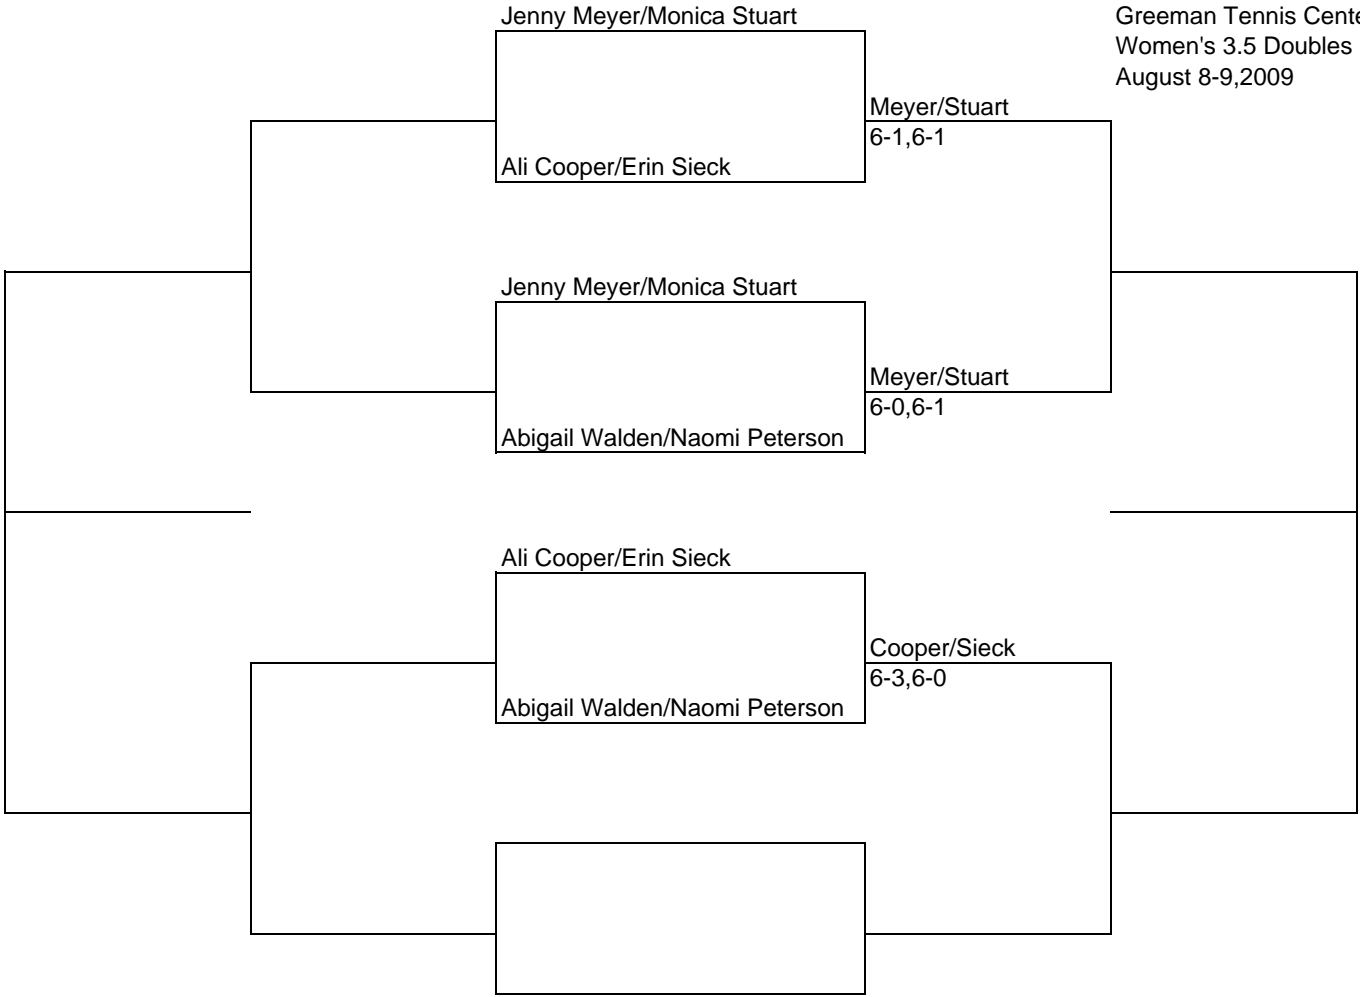 Jenny Meyer/Monica Stuart
Greeman Tennis Cente
Women's 3.5 Doubles
August 8-9,2009
Meyer/Stuart
6-1,6-1
Ali Cooper/Erin Sieck
Jenny Meyer/Monica Stuart
Meyer/Stuart
6-0,6-1
Abigail Walden/Naomi Peterson
Ali Cooper/Erin Sieck
Cooper/Sieck
6-3,6-0
Abigail Walden/Naomi Peterson